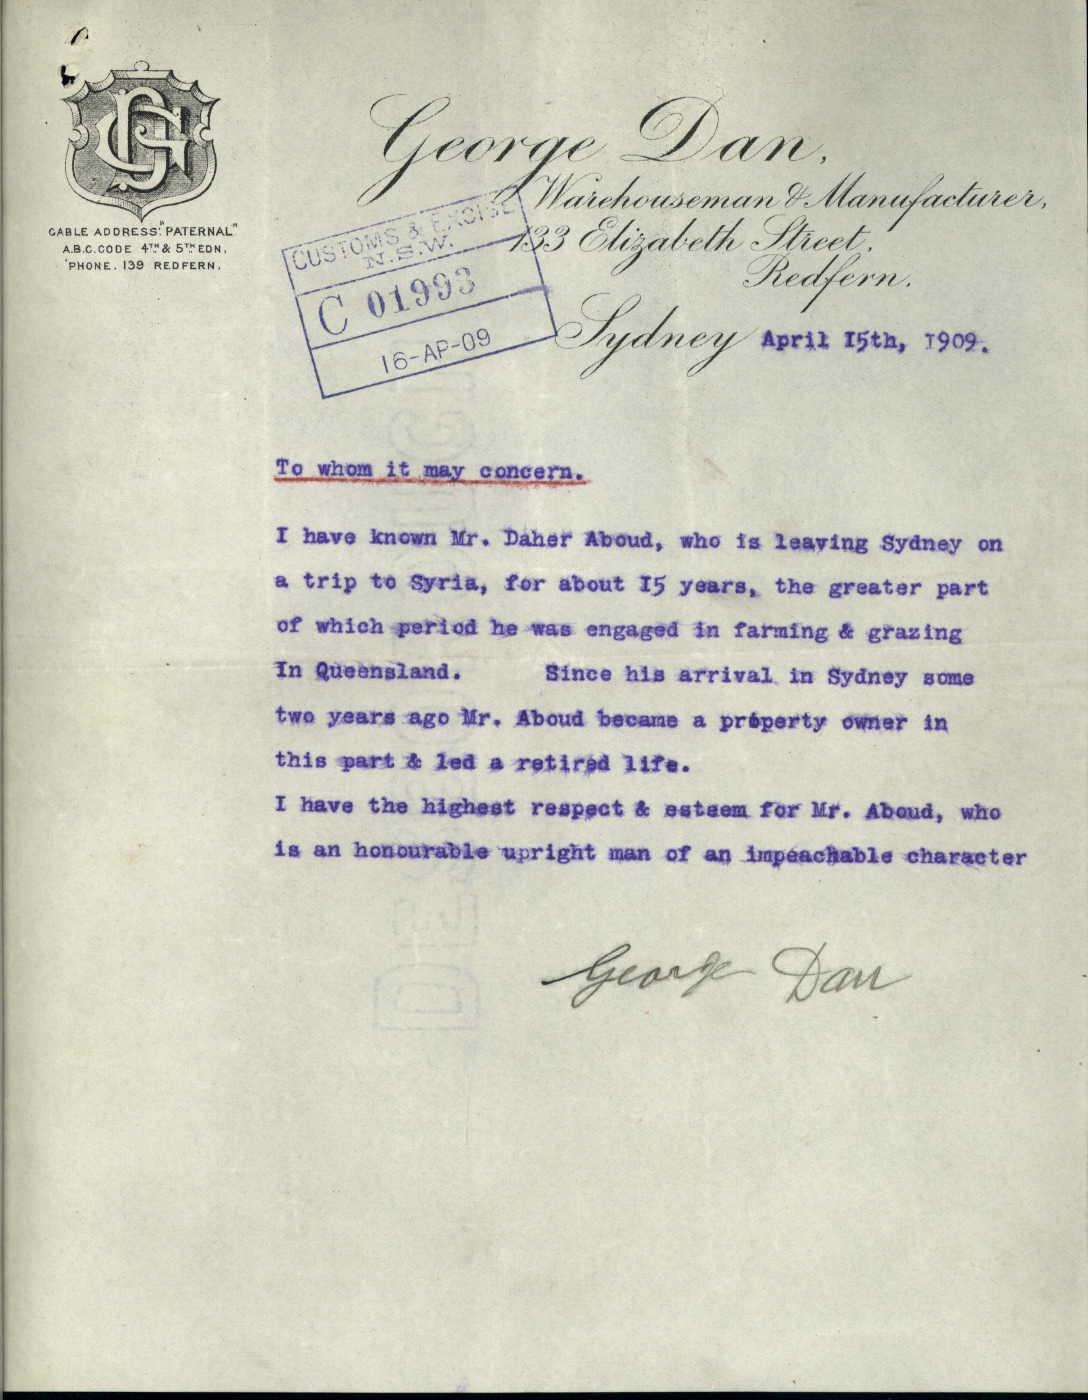 GD
CABLE ADDRESS: "PATERNAL"
A.B.C. CODE 4TH & 5TH EDN.
'PHONE. 139 REDFERN.
George Dan,
Warehouseman & Manufacturer,
133 Elizabeth Street.
Redfern.
Sydney April 15th, 1909.
CUSTOMS & EXCISE
N.S.W.
C 01993
16-AP-09
To whom it may concern.
I have known Mr. Daher Aboud, who is leaving Sydney on
a trip to Syria, for about 15 years, the greater part
of which period he was engaged in farming & grazing
In Queensland. Since his arrival in Sydney some
two years ago Mr. Aboud became a property owner in
this part & led a retired life.
I have the highest respect & esteem for Mr. Aboud, who
is an honourable upright man of an impeachable character
George Dan